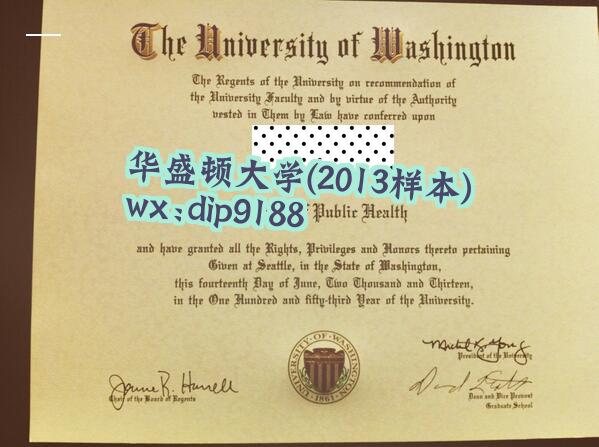 The University of Washington
The Regents of the University on recommendation of
the University Faculty and by virtue of the Authority
vested in Them by Law have conferred upon
华盛顿大学(2013样本)
wx:dip9188
Public Health
and have granted all the Rights, Privileges and Honors thereto pertaining
Given at Seattle, in the State of Washington,
this fourteenth Day of June, Two Thousand and Thirteen,
in the One Hundred and fifty-third Year of the University.
UNIVERSITY·OF·WASHINGTON
1861
President of the University
Chair of the Board of Regents
Dean and Vice Provost
Graduate School